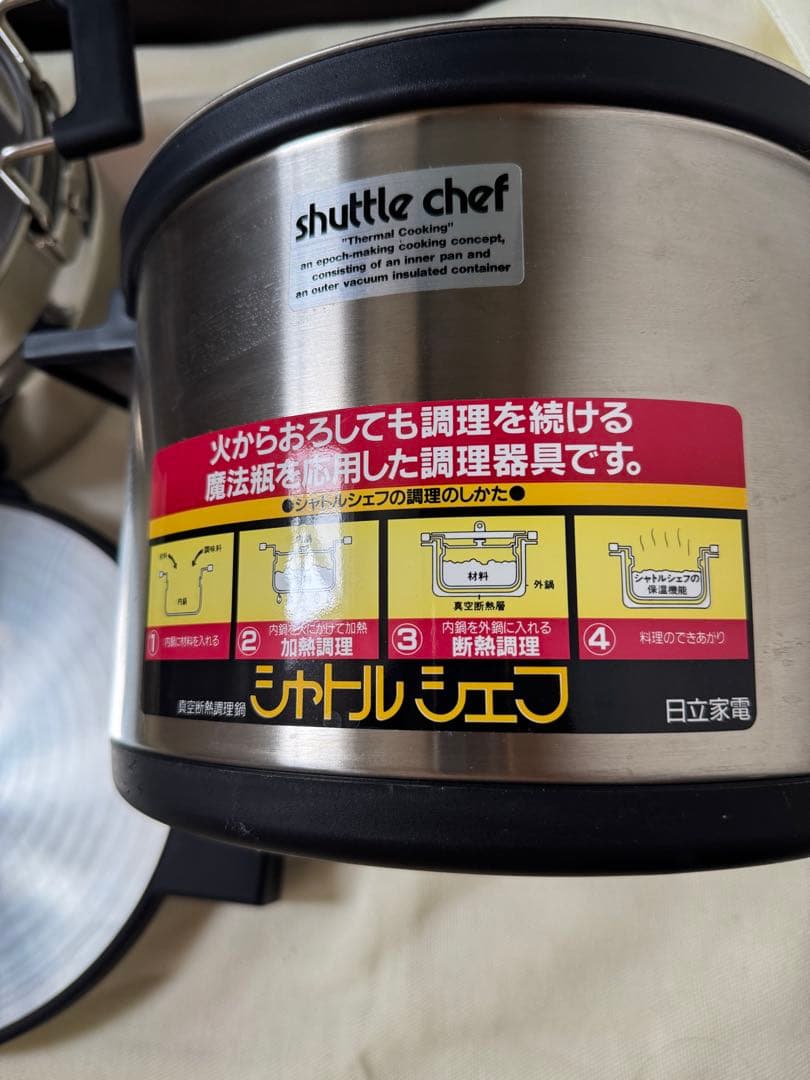 shuttle chef
"Thermal Cooking"
an epoch-making cooking concept,
consisting of an inner pan and
an outer vacuum insulated container
火からおろしても調理を続ける
魔法瓶を応用した調理器具です。
●シャトルシェフの調理のしかた●
材料
調味料
内鍋
① 内鍋に材料を入れる
内鍋
② 内鍋を火にかけて加熱
加熱調理
材料
外鍋
真空断熱層
③ 内鍋を外鍋に入れる
断熱調理
シャトルシェフの
保温機能
④ 料理のできあがり
真空断熱調理鍋 シャトル シェフ 日立家電